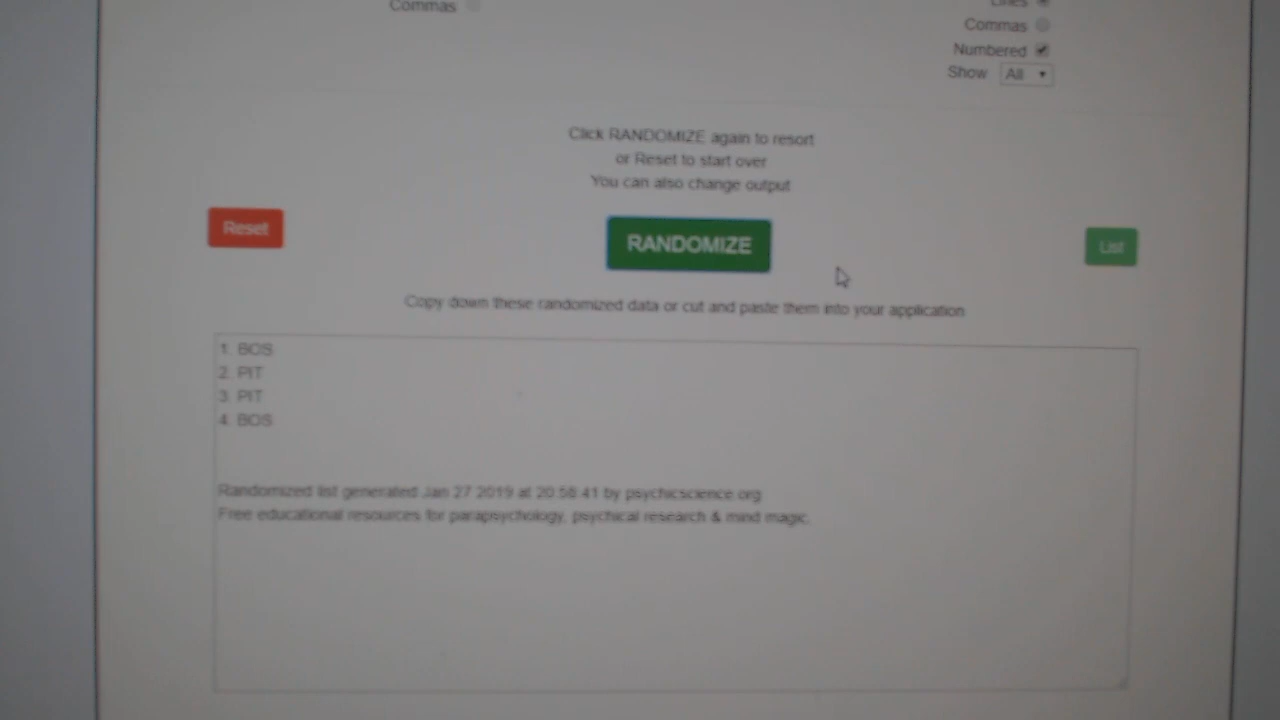 Commas
Lines
Commas
Numbered
Show All
Click RANDOMIZE again to resort
or Reset to start over
You can also change output
Reset
RANDOMIZE
List
Copy down these randomized data or cut and paste them into your application
1. BOS
2. PIT
3. PIT
4. BOS
Randomized list generated Jan 27 2019 at 20:58:41 by psychicscience.org
Free educational resources for parapsychology, psychical research & mind magic.